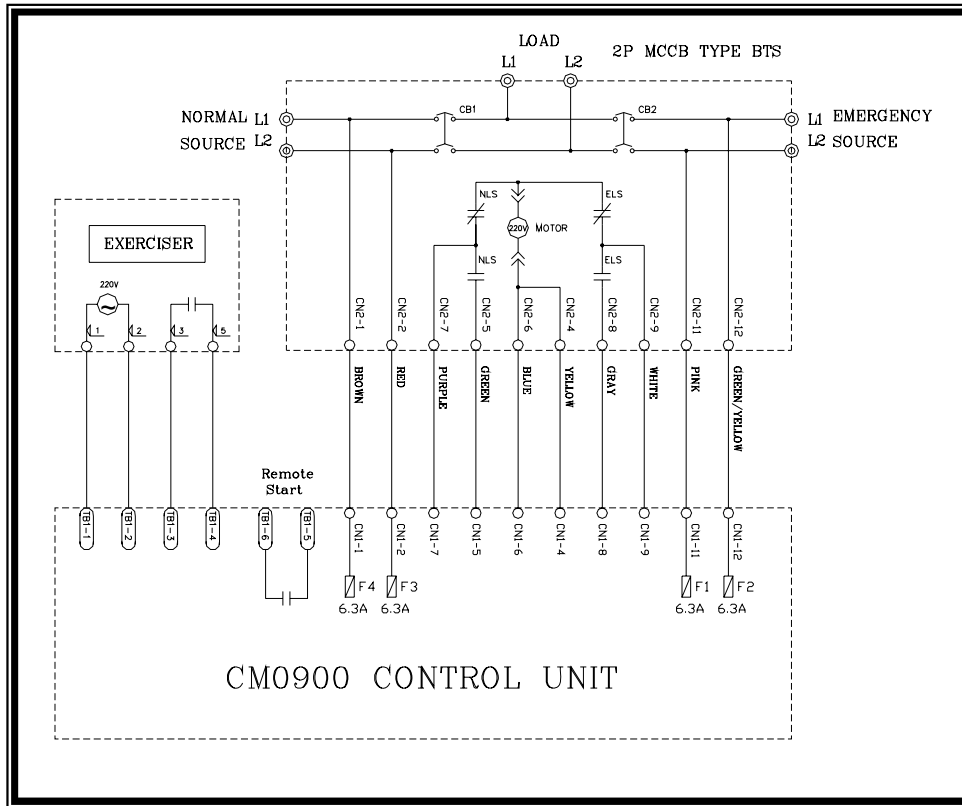 LOAD
2P MCCB TYPE BTS
L1 L2
NORMAL L1
SOURCE L2
CB1
CB2
L1 EMERGENCY
L2 SOURCE
NLS
ELS
220V MOTOR
NLS
ELS
EXERCISER
220V
1 2 3 5
CN2-1 CN2-2 CN2-7 CN2-5 CN2-6 CN2-4 CN2-8 CN2-9 CN2-11 CN2-12
BROWN RED PURPLE GREEN BLUE YELLOW GRAY WHITE PINK GREEN/YELLOW
Remote
Start
TB1-1 TB1-2 TB1-3 TB1-4 TB1-6 TB1-5
CN1-1 CN1-2 CN1-7 CN1-5 CN1-6 CN1-4 CN1-8 CN1-9 CN1-11 CN1-12
F4 F3 F1 F2
6.3A 6.3A 6.3A 6.3A
CM0900 CONTROL UNIT